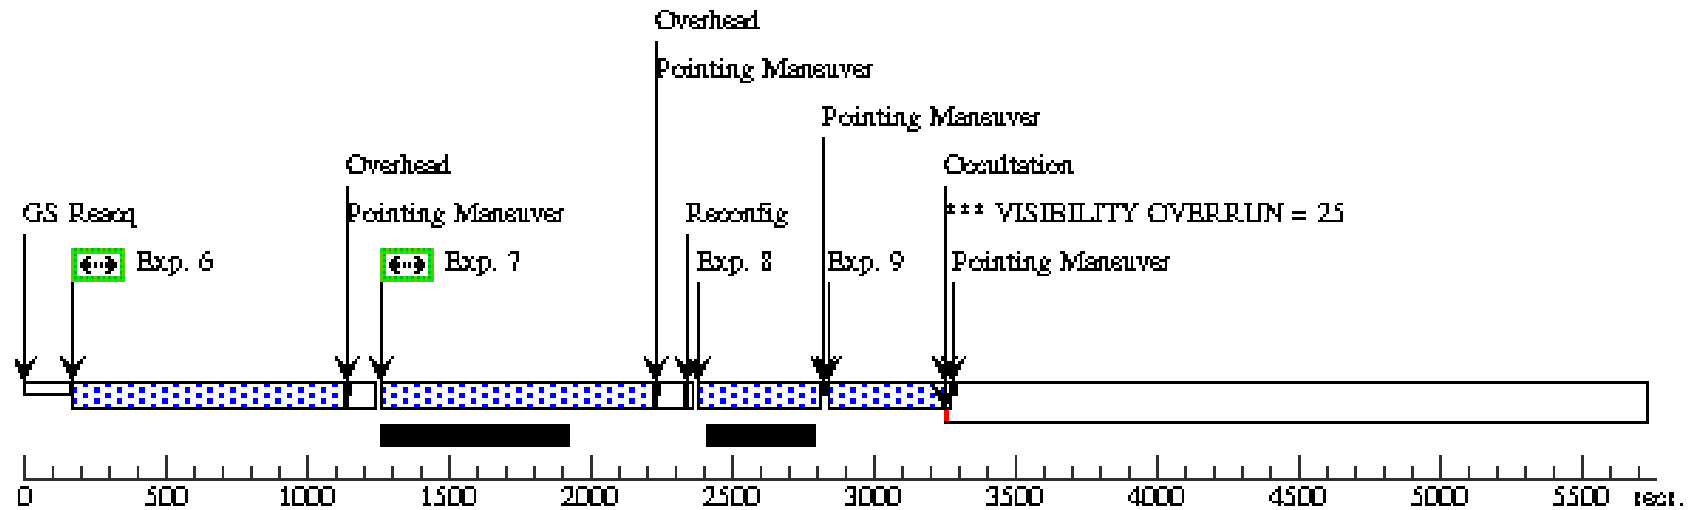 Overhead
Pointing Maneuver
Pointing Maneuver
Overhead
Occultation
GS Reacq
Pointing Maneuver
Reconfig
*** VISIBILITY OVERRUN = 25
Exp. 6
Exp. 7
Exp. 8
Exp. 9
Pointing Maneuver
0 500 1000 1500 2000 2500 3000 3500 4000 4500 5000 5500 secs.